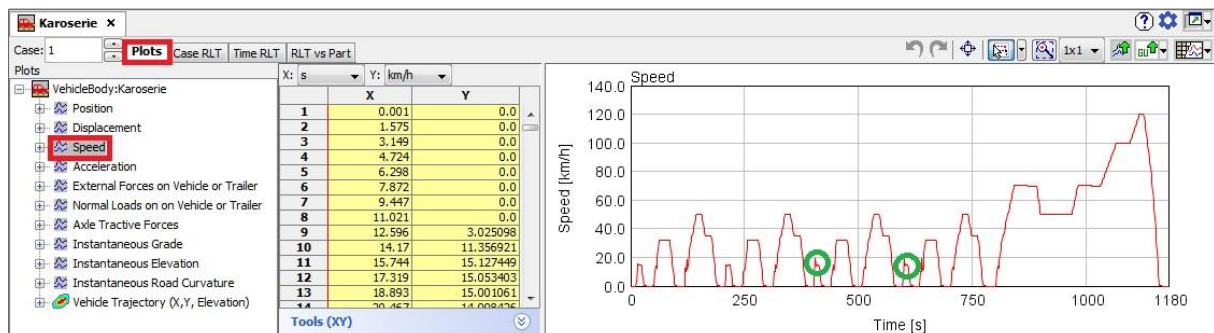 Karoserie
Case: 1 Plots Case RLT Time RLT RLT vs Part 1x1 GU
Plots
VehicleBody:Karoserie
Position
Displacement
Speed
Acceleration
External Forces on Vehicle or Trailer
Normal Loads on on Vehicle or Trailer
Axle Tractive Forces
Instantaneous Grade
Instantaneous Elevation
Instantaneous Road Curvature
Vehicle Trajectory (X,Y, Elevation)
X: s Y: km/h
X Y
1 0.001 0.0
2 1.575 0.0
3 3.149 0.0
4 4.724 0.0
5 6.298 0.0
6 7.872 0.0
7 9.447 0.0
8 11.021 0.0
9 12.596 3.025098
10 14.17 11.356921
11 15.744 15.127449
12 17.319 15.053403
13 18.893 15.001061
14 20.467 14.998426
Tools (XY)
Speed
140.0
120.0
100.0
80.0
60.0
40.0
20.0
0.0
Speed [km/h]
0 250 500 750 1000 1180
Time [s]